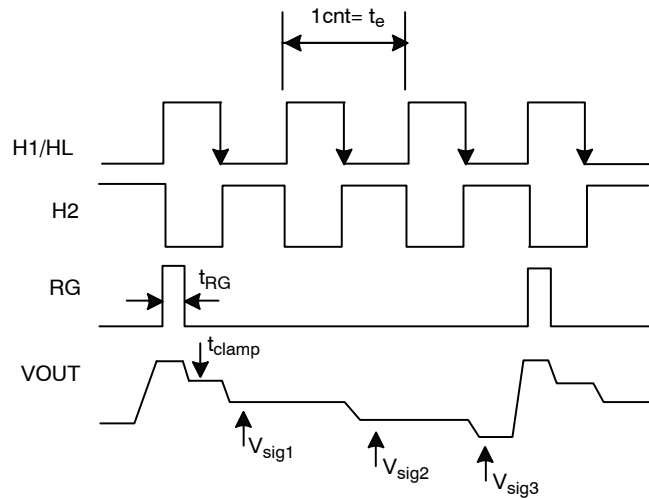 1cnt= te
H1/HL
H2
RG
tRG
tclamp
VOUT
Vsig1
Vsig2
Vsig3